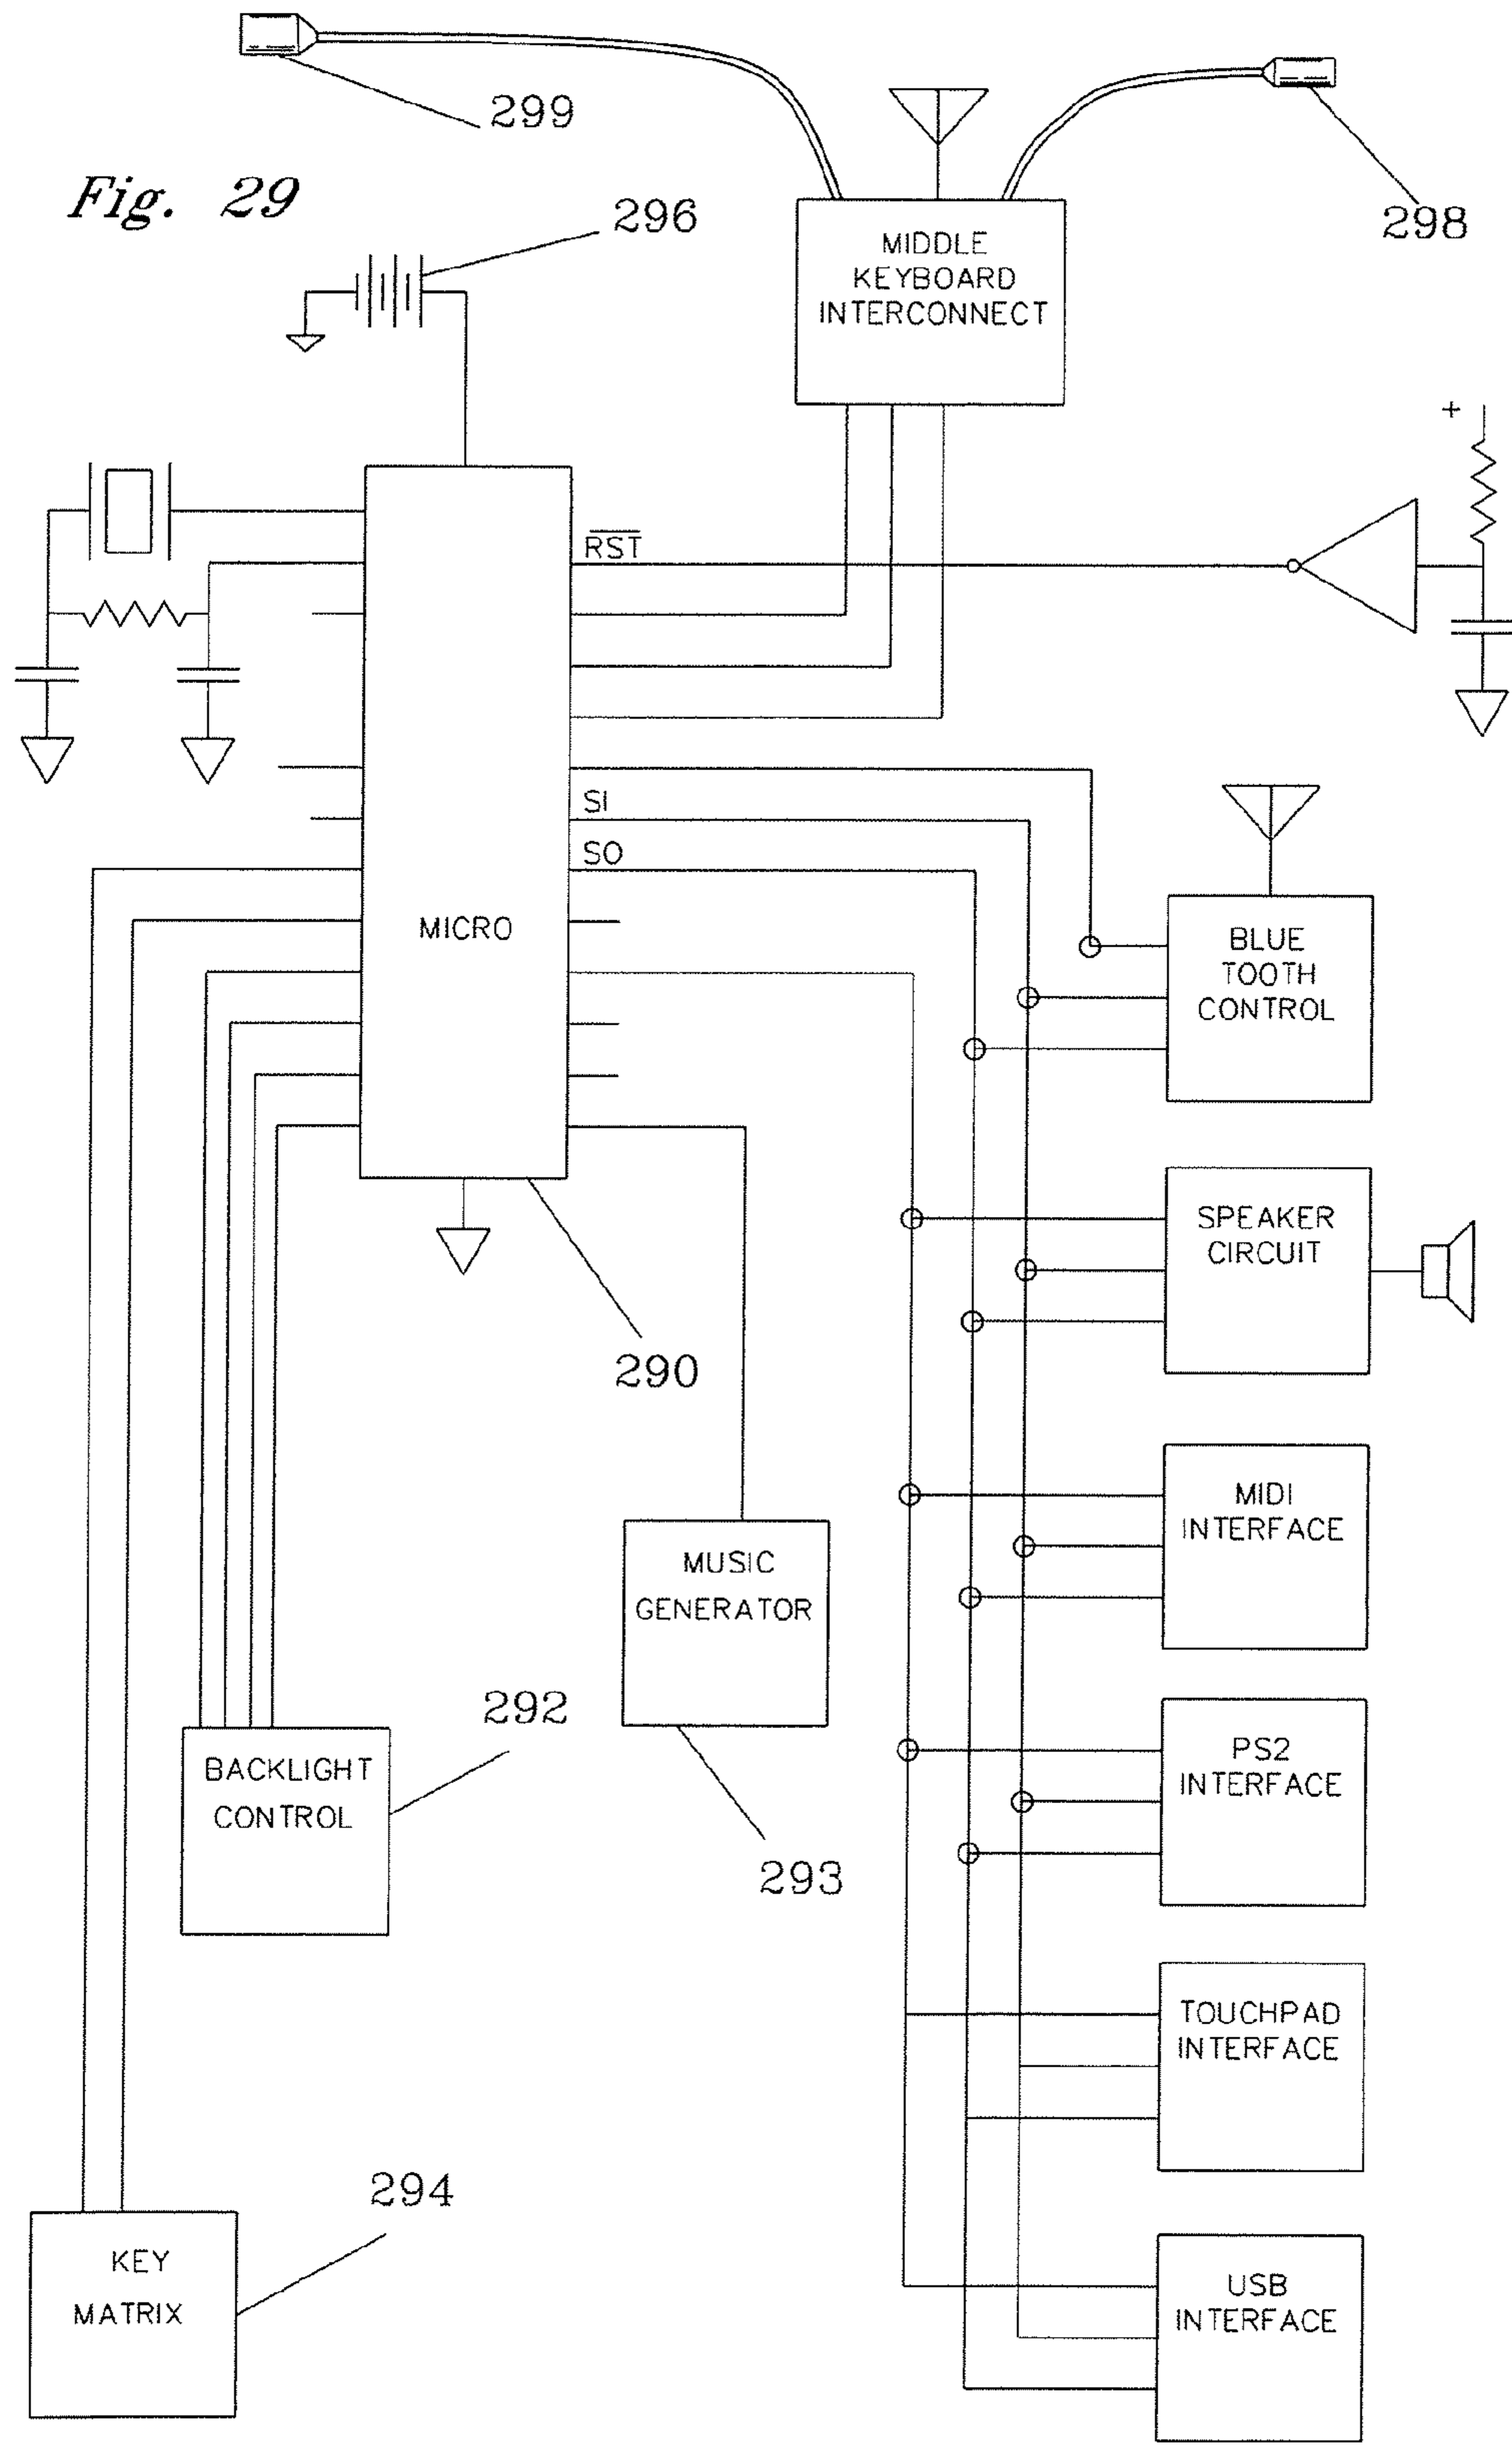 299
Fig. 29
296
298
MIDDLE
KEYBOARD
INTERCONNECT
+
RST
SI
SO
MICRO
BLUE
TOOTH
CONTROL
SPEAKER
CIRCUIT
290
MIDI
INTERFACE
MUSIC
GENERATOR
292
BACKLIGHT
CONTROL
293
PS2
INTERFACE
TOUCHPAD
INTERFACE
294
KEY
MATRIX
USB
INTERFACE